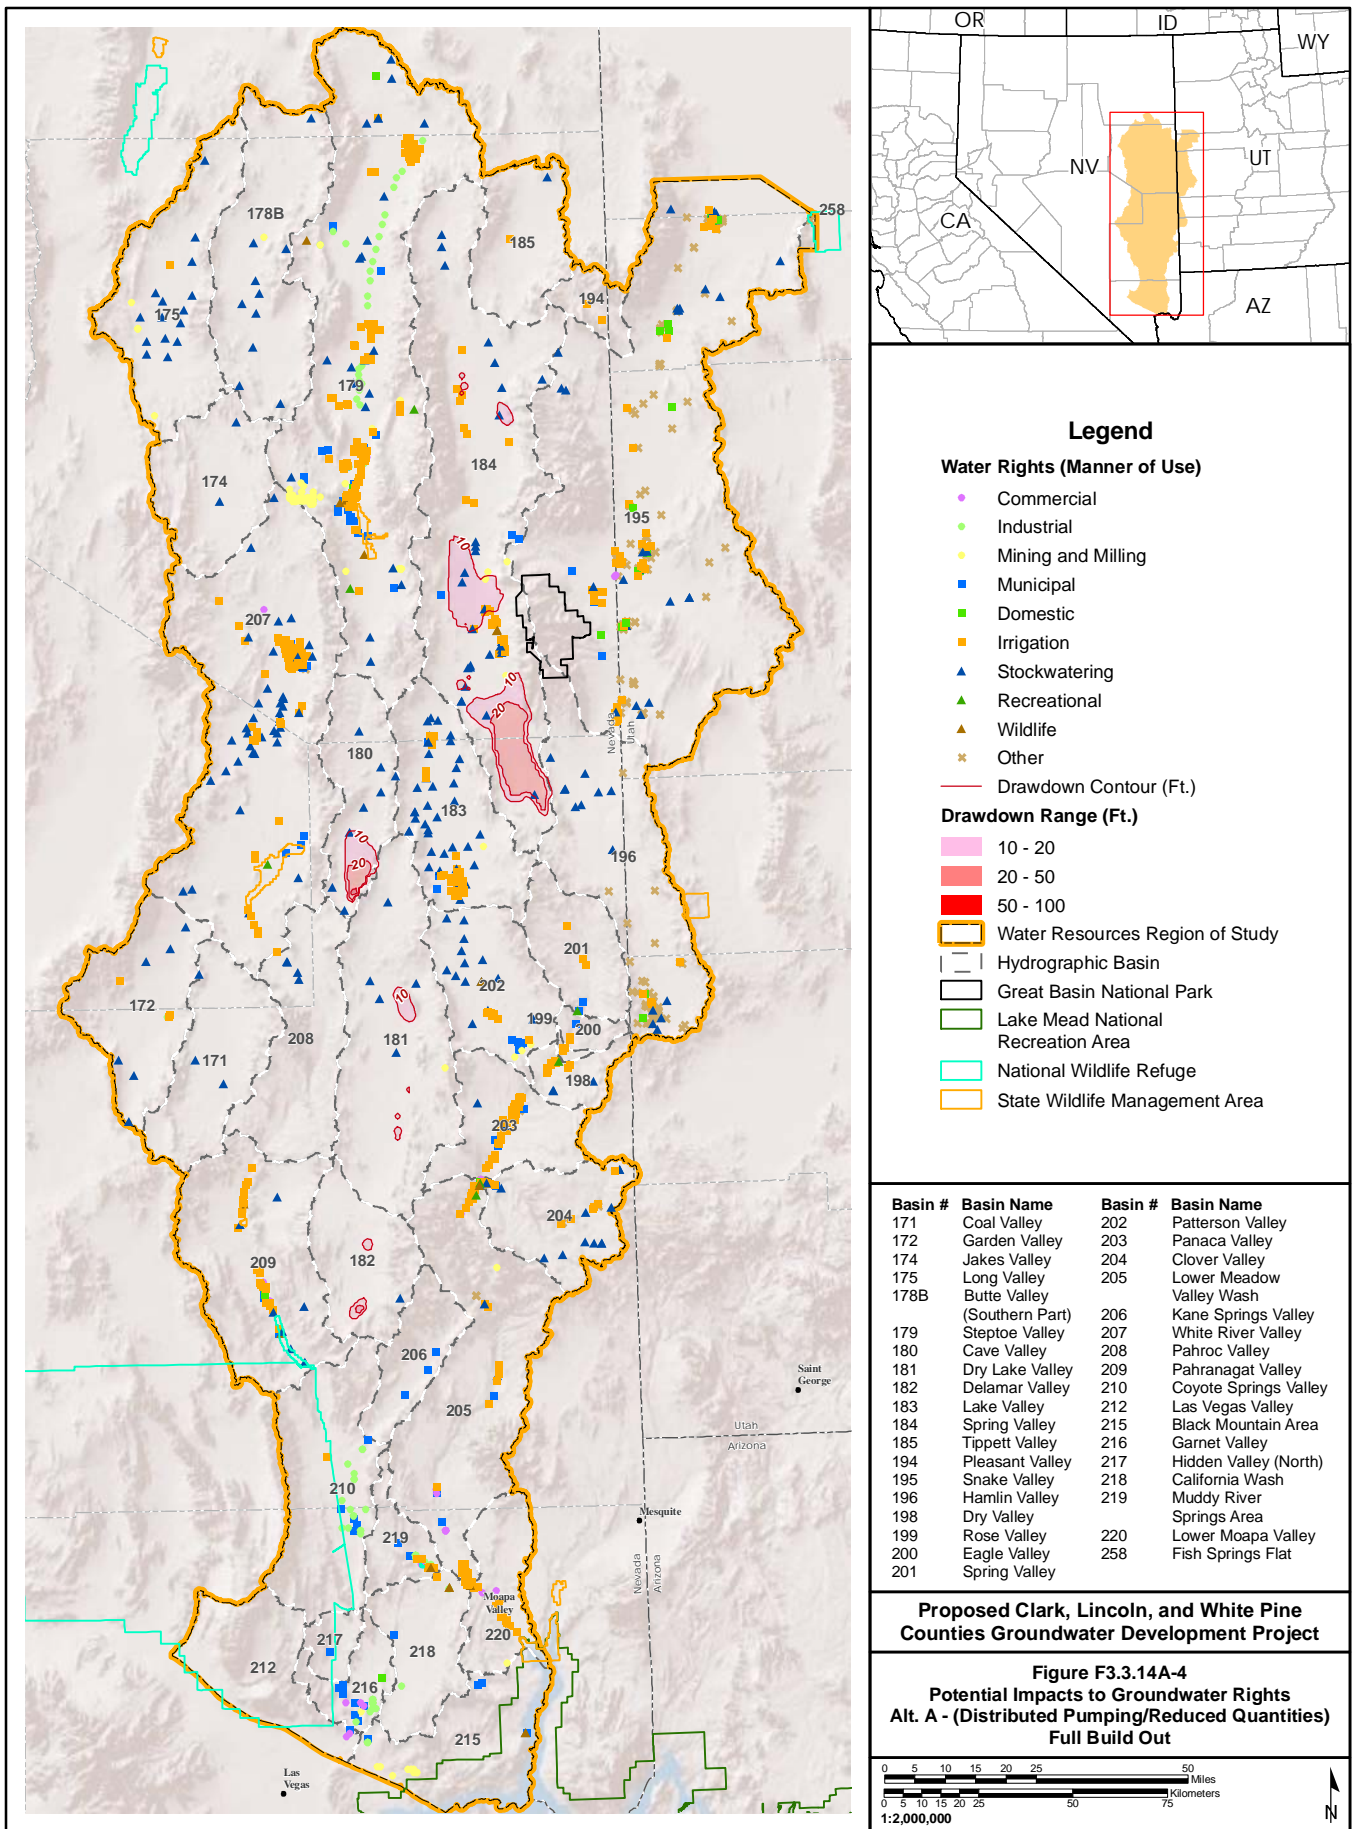 OR
ID
WY
NV
UT
CA
AZ
258
178B
185
194
175
179
184
174
195
10
207
10
20
Nevada
Utah
180
183
10
20
196
201
202
172
10
199
200
208
181
171
198
203
204
209
182
206
Saint
George
205
Utah
Arizona
210
Mesquite
219
Nevada
Arizona
Moapa
Valley
217
220
218
212
216
215
Las
Vegas
Legend
Water Rights (Manner of Use)
Commercial
Industrial
Mining and Milling
Municipal
Domestic
Irrigation
Stockwatering
Recreational
Wildlife
Other
Drawdown Contour (Ft.)
Drawdown Range (Ft.)
10 - 20
20 - 50
50 - 100
Water Resources Region of Study
Hydrographic Basin
Great Basin National Park
Lake Mead National
Recreation Area
National Wildlife Refuge
State Wildlife Management Area
Basin # Basin Name Basin # Basin Name
171 Coal Valley 202 Patterson Valley
172 Garden Valley 203 Panaca Valley
174 Jakes Valley 204 Clover Valley
175 Long Valley 205 Lower Meadow
178B Butte Valley Valley Wash
(Southern Part) 206 Kane Springs Valley
179 Steptoe Valley 207 White River Valley
180 Cave Valley 208 Pahroc Valley
181 Dry Lake Valley 209 Pahranagat Valley
182 Delamar Valley 210 Coyote Springs Valley
183 Lake Valley 212 Las Vegas Valley
184 Spring Valley 215 Black Mountain Area
185 Tippett Valley 216 Garnet Valley
194 Pleasant Valley 217 Hidden Valley (North)
195 Snake Valley 218 California Wash
196 Hamlin Valley 219 Muddy River
198 Dry Valley Springs Area
199 Rose Valley 220 Lower Moapa Valley
200 Eagle Valley 258 Fish Springs Flat
201 Spring Valley
Proposed Clark, Lincoln, and White Pine
Counties Groundwater Development Project
Figure F3.3.14A-4
Potential Impacts to Groundwater Rights
Alt. A - (Distributed Pumping/Reduced Quantities)
Full Build Out
0 5 10 15 20 25 50
Miles
Kilometers
0 5 10 15 20 25 50 75
1:2,000,000
N